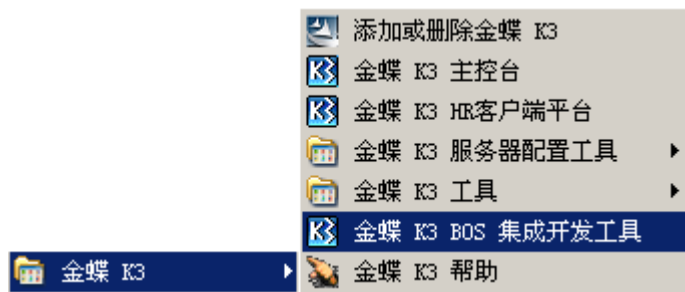 添加或删除金蝶 K3
金蝶 K3 主控台
金蝶 K3 HR客户端平台
金蝶 K3 服务器配置工具
金蝶 K3 工具
金蝶 K3 BOS 集成开发工具
金蝶 K3
金蝶 K3 帮助